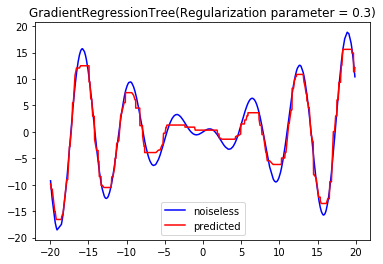 GradientRegressionTree(Regularization parameter = 0.3)
20
15
10
5
0
−5
−10
−15
−20
noiseless
predicted
−20 −15 −10 −5 0 5 10 15 20